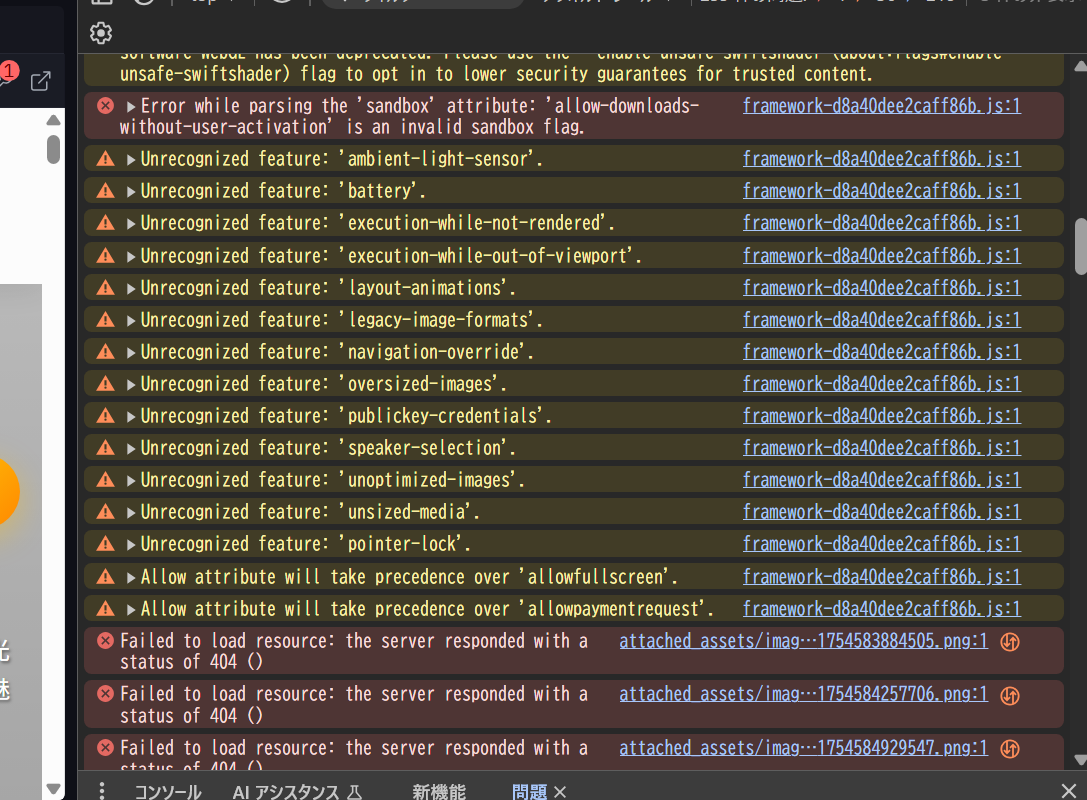 software WebGL has been deprecated. Please use the
unsafe-swiftshader) flag to opt in to lower security guarantees for trusted content.
Error while parsing the 'sandbox' attribute: 'allow-downloads- framework-d8a40dee2caff86b.js:1
without-user-activation' is an invalid sandbox flag.
1
Unrecognized feature: 'ambient-light-sensor'. framework-d8a40dee2caff86b.js:1
Unrecognized feature: 'battery'. framework-d8a40dee2caff86b.js:1
Unrecognized feature: 'execution-while-not-rendered'. framework-d8a40dee2caff86b.js:1
Unrecognized feature: 'execution-while-out-of-viewport'. framework-d8a40dee2caff86b.js:1
Unrecognized feature: 'layout-animations'. framework-d8a40dee2caff86b.js:1
Unrecognized feature: 'legacy-image-formats'. framework-d8a40dee2caff86b.js:1
Unrecognized feature: 'navigation-override'. framework-d8a40dee2caff86b.js:1
Unrecognized feature: 'oversized-images'. framework-d8a40dee2caff86b.js:1
Unrecognized feature: 'publickey-credentials'. framework-d8a40dee2caff86b.js:1
Unrecognized feature: 'speaker-selection'. framework-d8a40dee2caff86b.js:1
Unrecognized feature: 'unoptimized-images'. framework-d8a40dee2caff86b.js:1
Unrecognized feature: 'unsized-media'. framework-d8a40dee2caff86b.js:1
Unrecognized feature: 'pointer-lock'. framework-d8a40dee2caff86b.js:1
Allow attribute will take precedence over 'allowfullscreen'. framework-d8a40dee2caff86b.js:1
Allow attribute will take precedence over 'allowpaymentrequest'. framework-d8a40dee2caff86b.js:1
Failed to load resource: the server responded with a attached_assets/imag…1754583884505.png:1
status of 404 ()
Failed to load resource: the server responded with a attached_assets/imag…1754584257706.png:1
status of 404 ()
Failed to load resource: the server responded with a attached_assets/imag…1754584929547.png:1
status of 404 ()
コンソール AI アシスタンス 新機能 問題